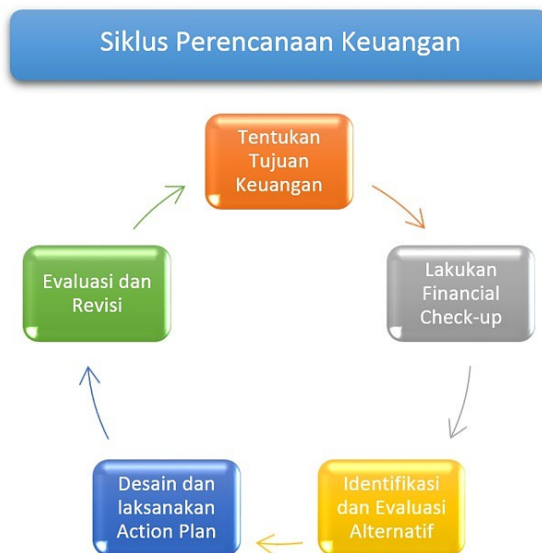 Siklus Perencanaan Keuangan
Tentukan
Tujuan
Keuangan
Lakukan
Financial
Check-up
Identifikasi
dan Evaluasi
Alternatif
Desain dan
laksanakan
Action Plan
Evaluasi dan
Revisi